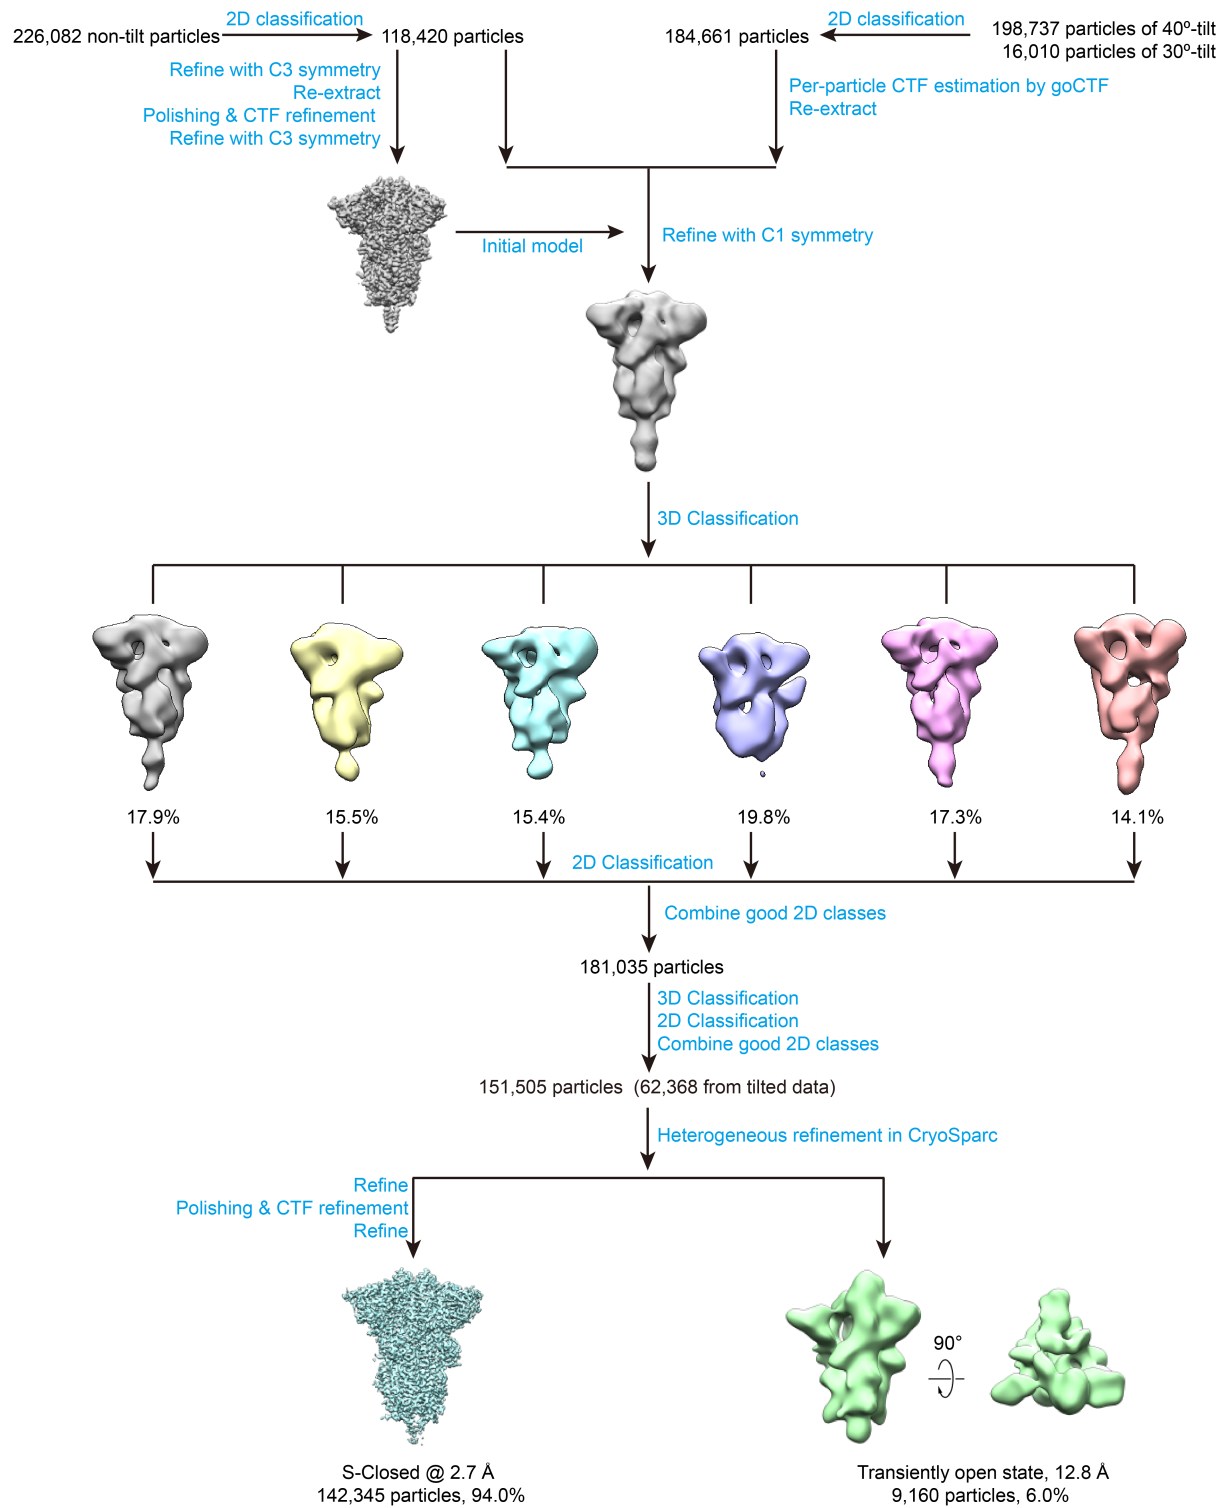 2D classification
2D classification
226,082 non-tilt particles
118,420 particles
184,661 particles
198,737 particles of 40º-tilt
16,010 particles of 30º-tilt
Refine with C3 symmetry
Re-extract
Polishing & CTF refinement
Refine with C3 symmetry
Per-particle CTF estimation by goCTF
Re-extract
Initial model
Refine with C1 symmetry
3D Classification
17.9%
15.5%
15.4%
19.8%
17.3%
14.1%
2D Classification
Combine good 2D classes
181,035 particles
3D Classification
2D Classification
Combine good 2D classes
151,505 particles (62,368 from tilted data)
Heterogeneous refinement in CryoSparc
Refine
Polishing & CTF refinement
Refine
90°
S-Closed @ 2.7 Å
142,345 particles, 94.0%
Transiently open state, 12.8 Å
9,160 particles, 6.0%